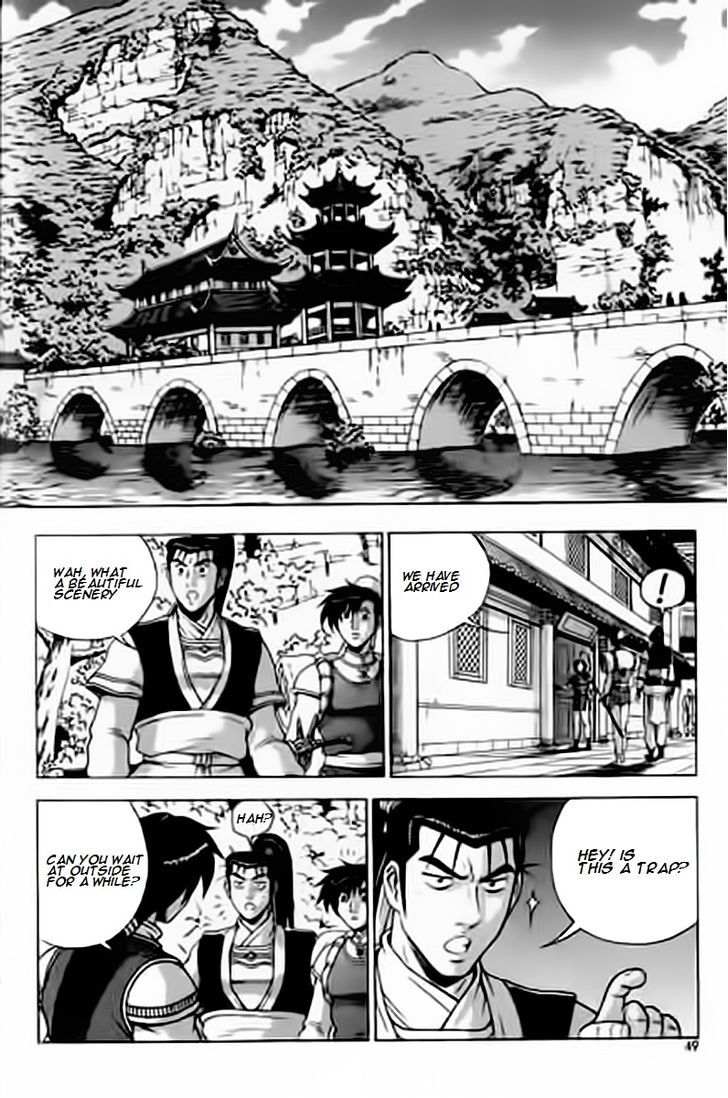 WAH, WHAT
A BEAUTIFUL
SCENERY
WE HAVE
ARRIVED
!
CAN YOU WAIT
AT OUTSIDE
FOR A WHILE?
HAH?
HEY! IS
THIS A TRAP?
49